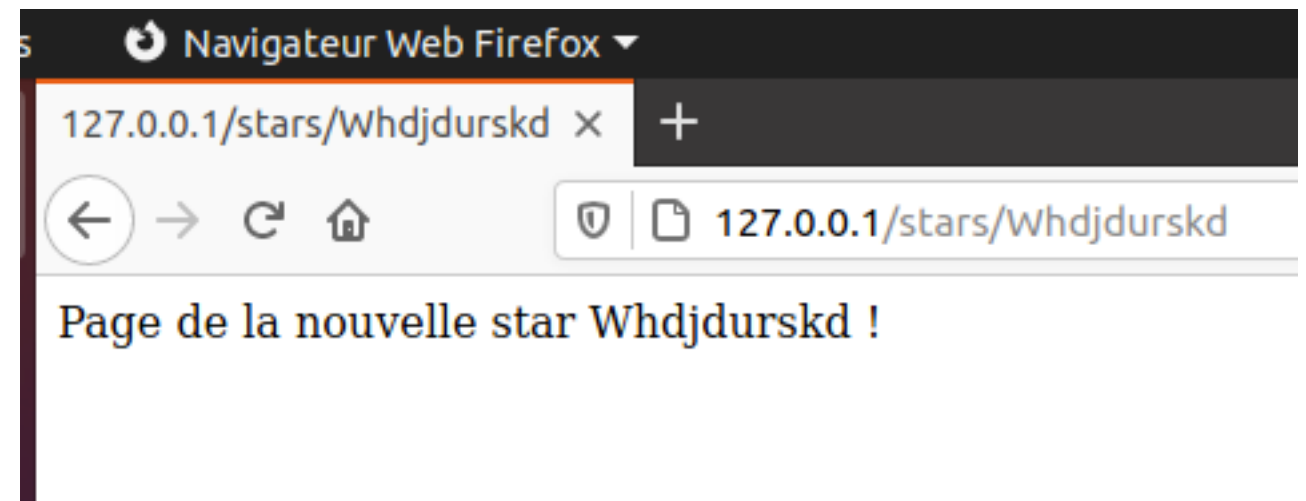 s Navigateur Web Firefox
127.0.0.1/stars/Whdjdurskd
127.0.0.1/stars/Whdjdurskd
Page de la nouvelle star Whdjdurskd !